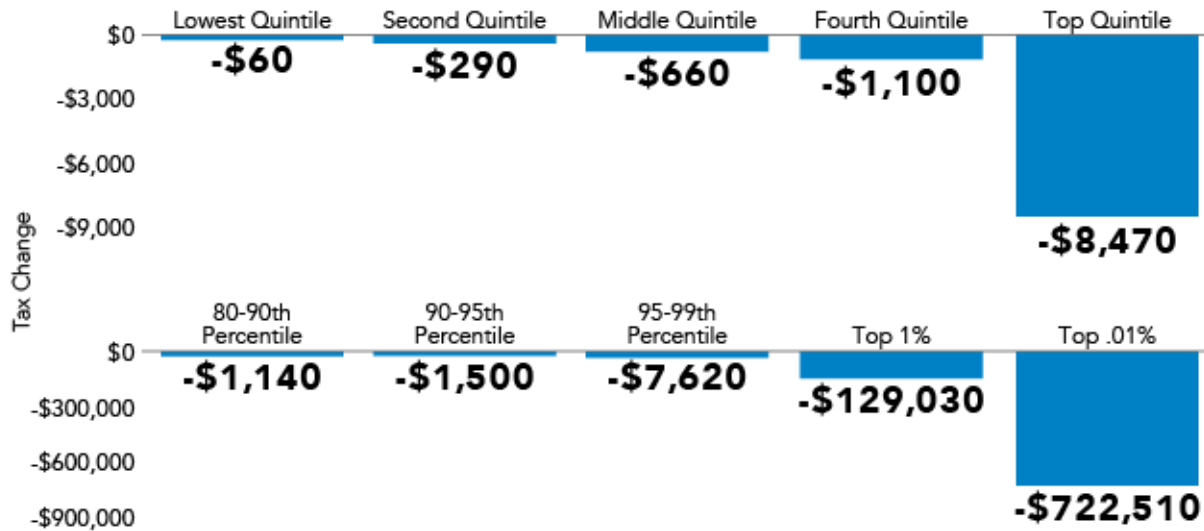 Lowest Quintile Second Quintile Middle Quintile Fourth Quintile Top Quintile
$0
-$60 -$290 -$660 -$1,100
-$3,000
-$6,000
-$9,000
-$8,470
Tax Change
80-90th 90-95th 95-99th
Percentile Percentile Percentile Top 1% Top .01%
$0
-$1,140 -$1,500 -$7,620 -$129,030
-$300,000
-$600,000
-$900,000
-$722,510